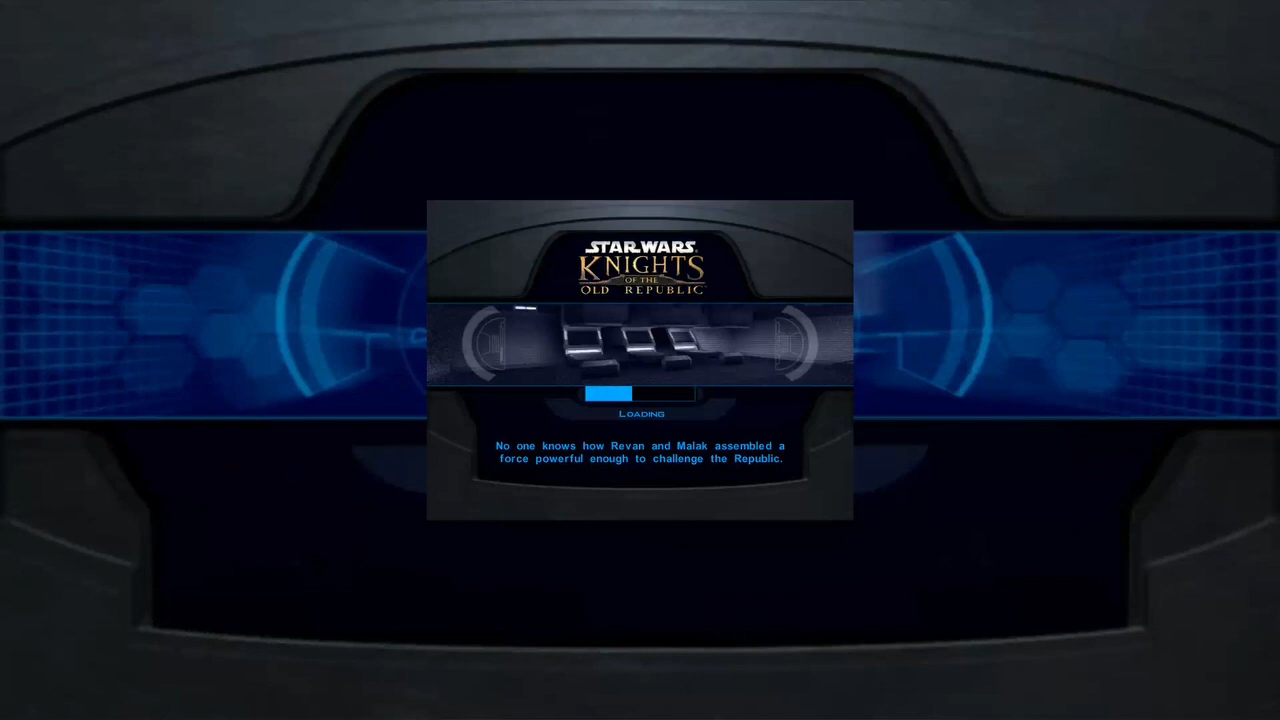 STAR WARS
KNIGHTS
OF THE
OLD REPUBLIC
LOADING
No one knows how Revan and Malak assembled a
force powerful enough to challenge the Republic.